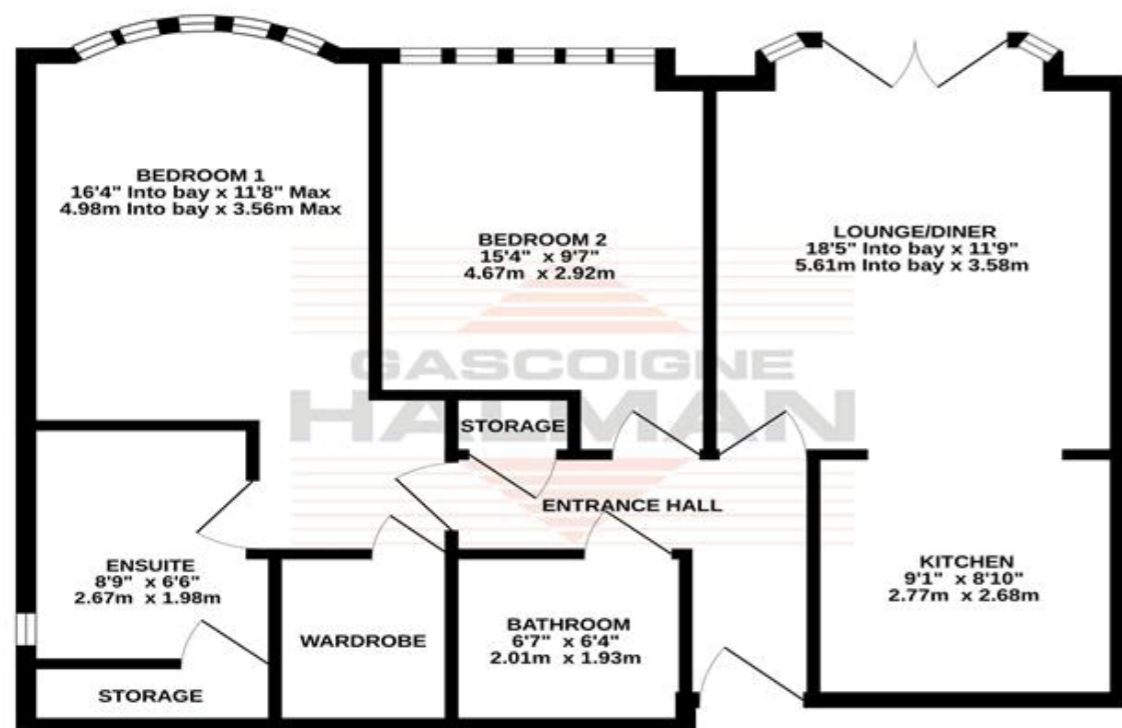 BEDROOM 1
16'4" Into bay x 11'8" Max
4.98m Into bay x 3.56m Max
BEDROOM 2
15'4" x 9'7"
4.67m x 2.92m
LOUNGE/DINER
18'5" Into bay x 11'9"
5.61m Into bay x 3.58m
GASCOIGNE
HALMAN
STORAGE
ENTRANCE HALL
ENSUITE
8'9" x 6'6"
2.67m x 1.98m
WARDROBE
BATHROOM
6'7" x 6'4"
2.01m x 1.93m
KITCHEN
9'1" x 8'10"
2.77m x 2.68m
STORAGE